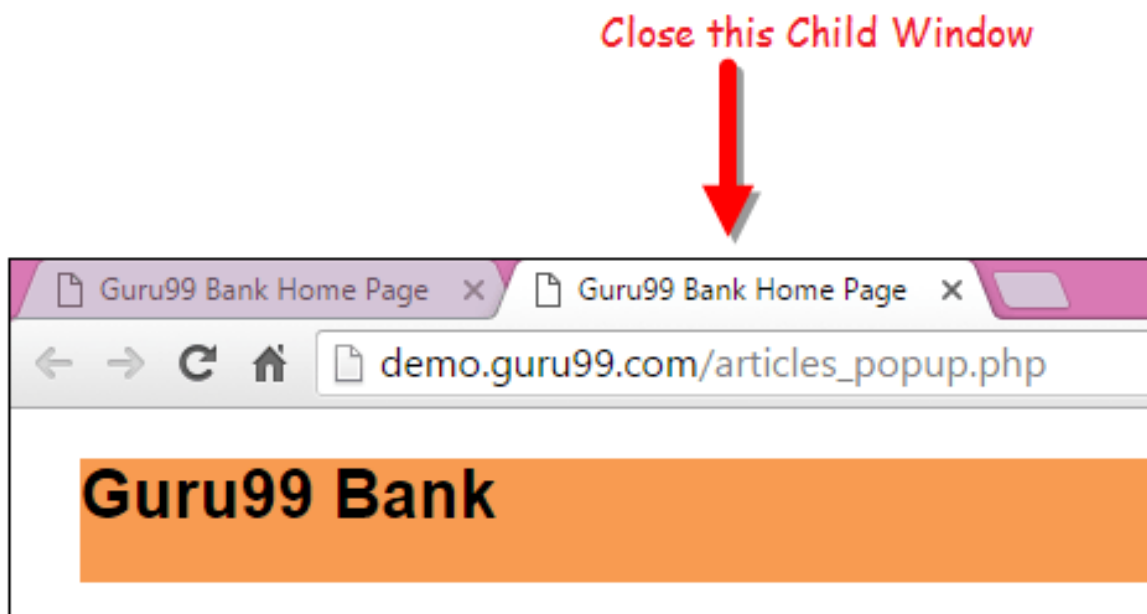 Close this Child Window
Guru99 Bank Home Page
Guru99 Bank Home Page
demo.guru99.com/articles_popup.php
Guru99 Bank